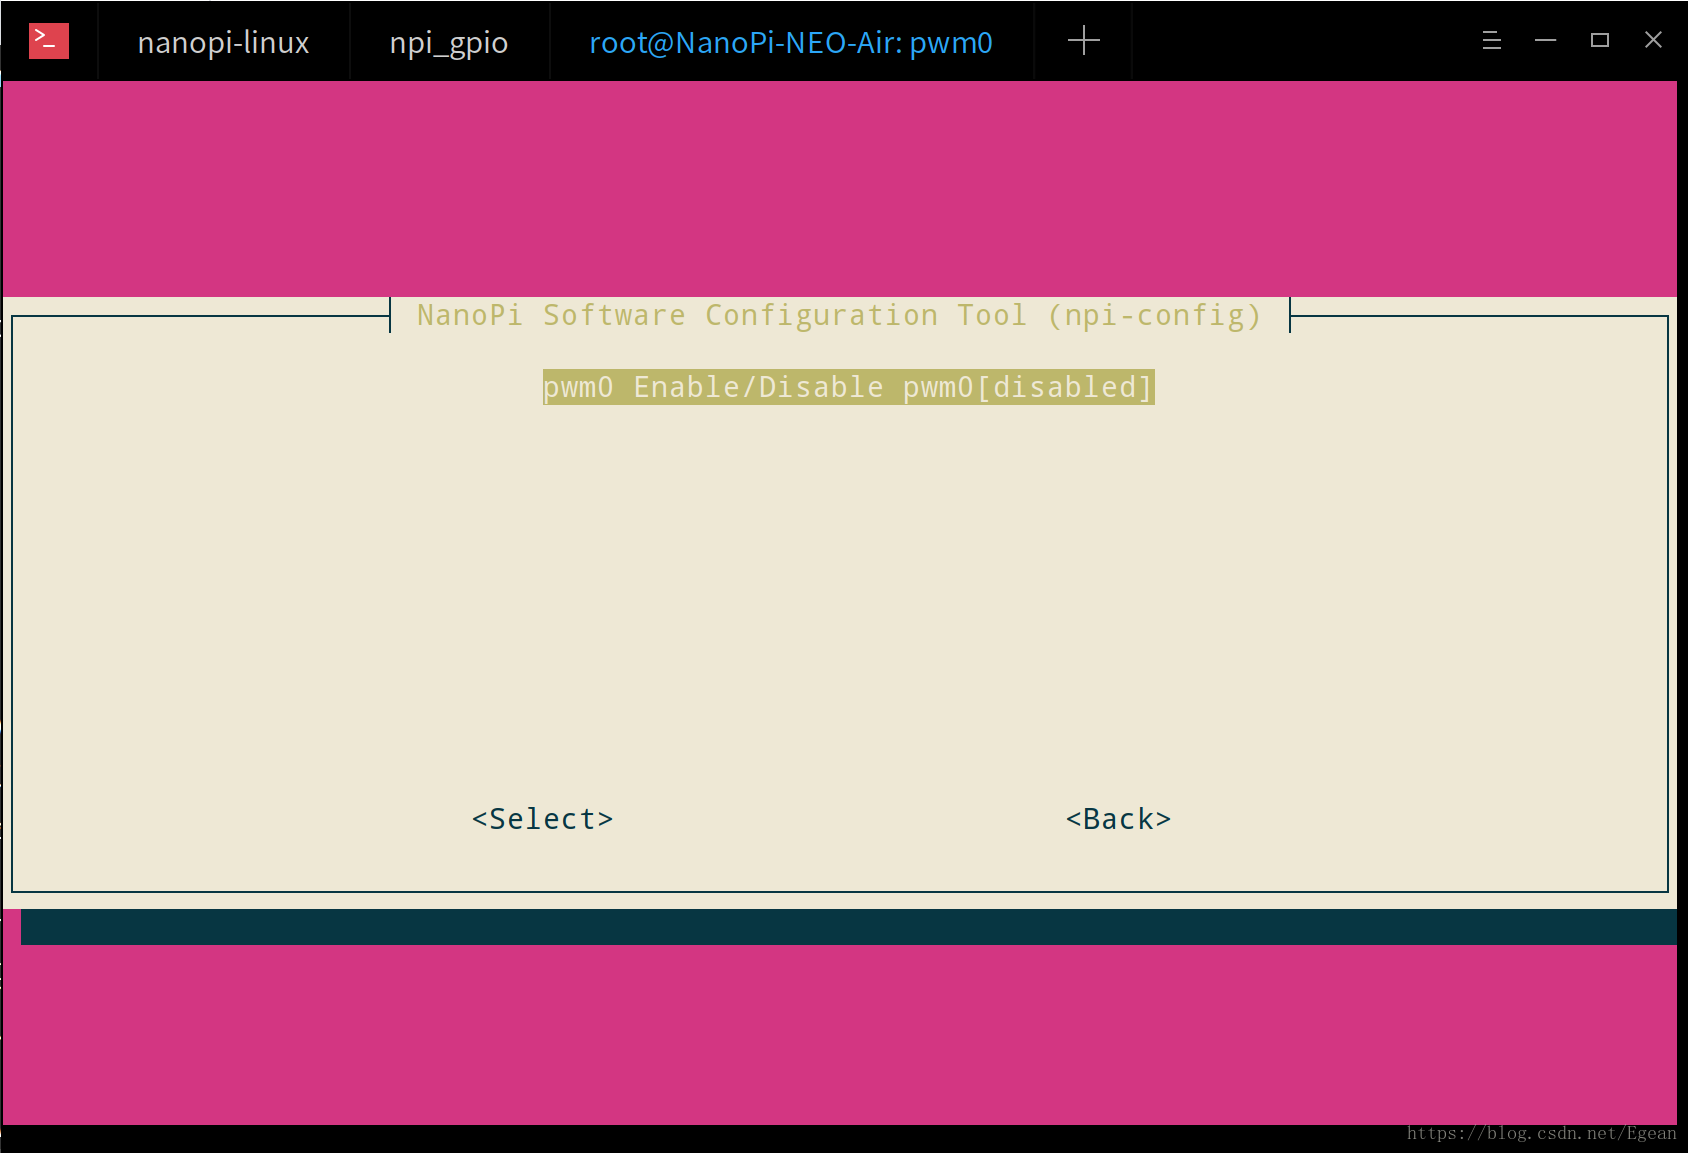 nanopi-linux npi_gpio root@NanoPi-NEO-Air: pwm0
NanoPi Software Configuration Tool (npi-config)
pwm0 Enable/Disable pwm0[disabled]
<Select> <Back>
https://blog.csdn.net/Egean